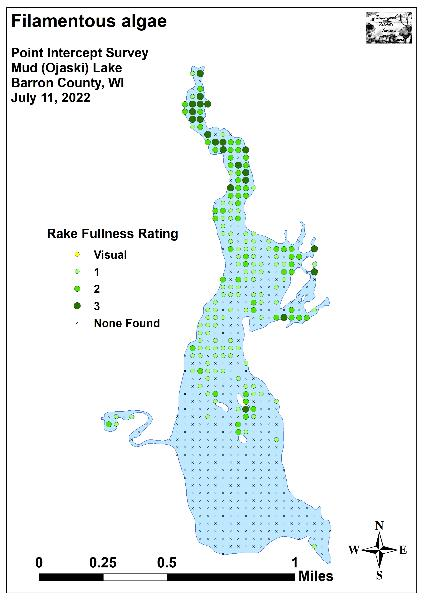 Filamentous algae
Point Intercept Survey
Mud (Ojaski) Lake
Barron County, WI
July 11, 2022
Rake Fullness Rating
Visual
1
2
3
None Found
N
W E
S
0 0.25 0.5 1
Miles